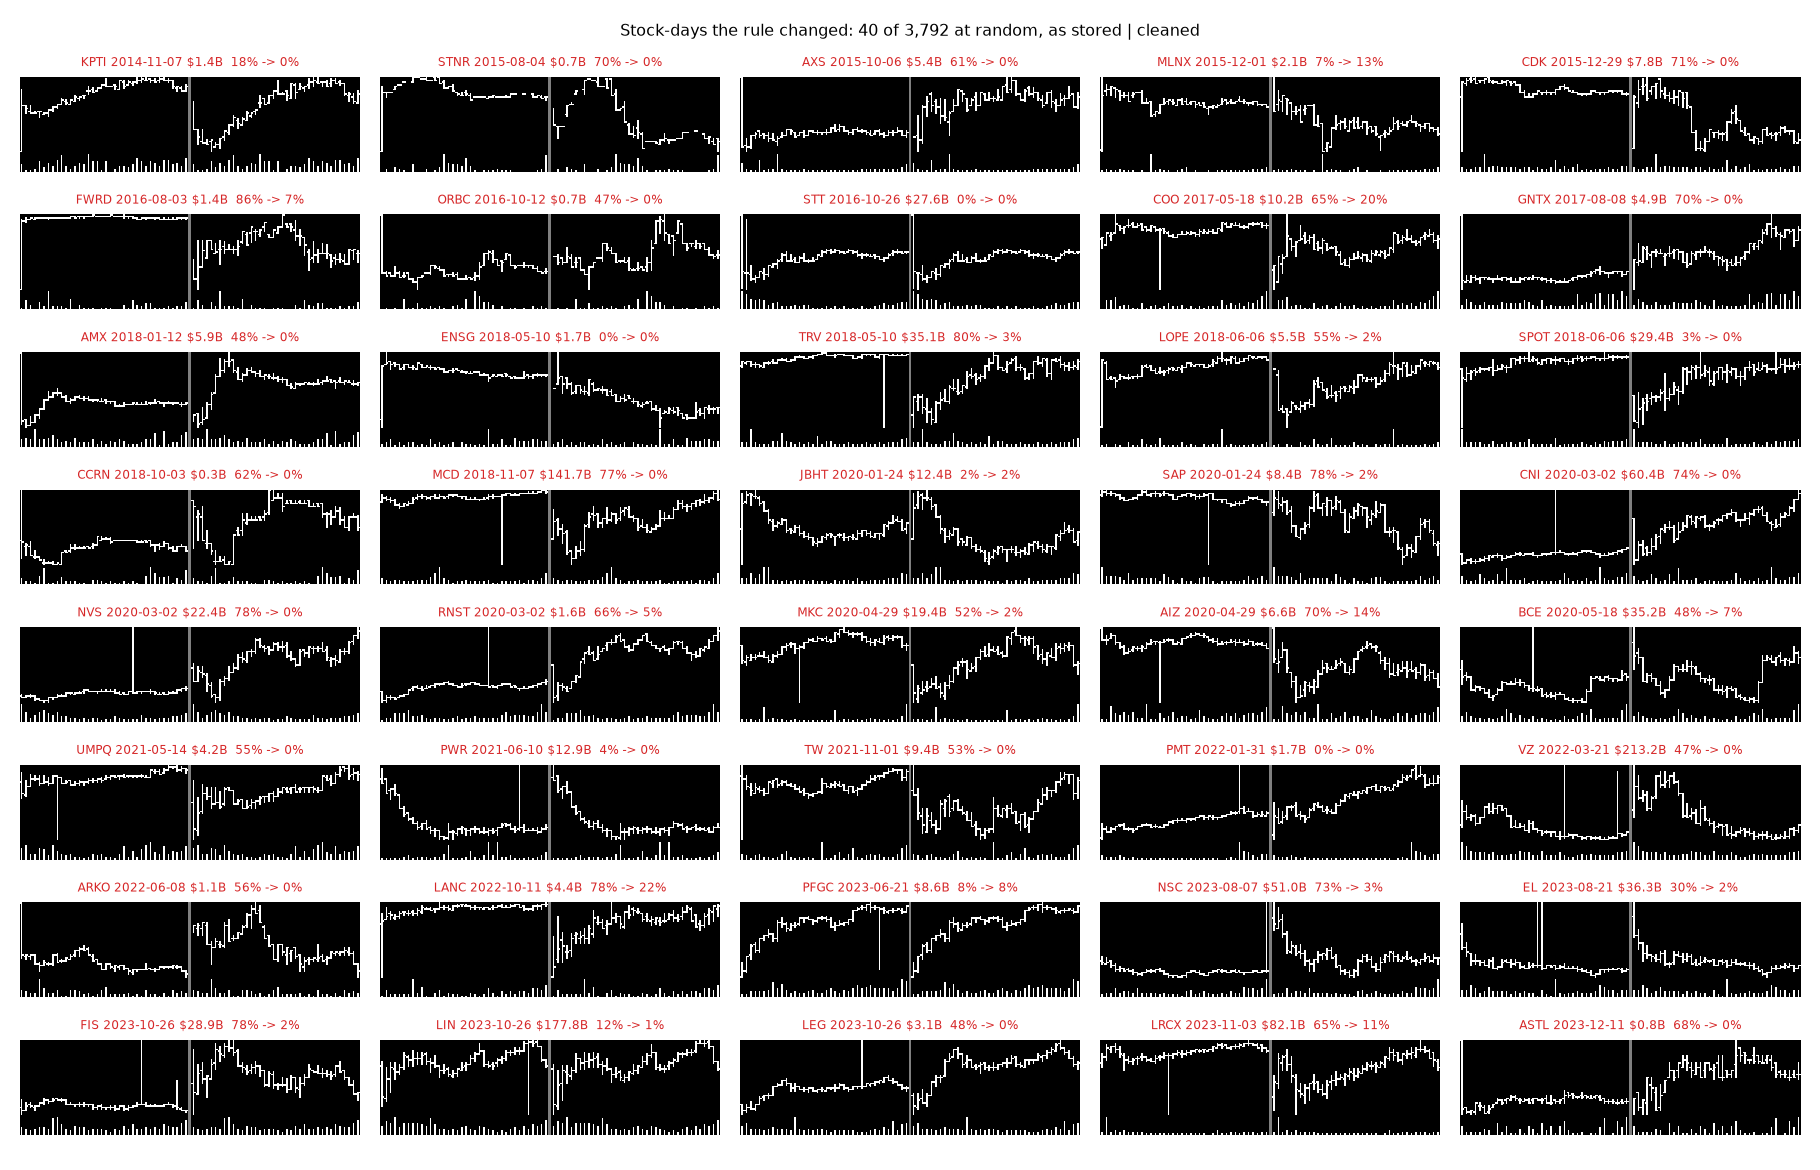 Stock-days the rule changed: 40 of 3,792 at random, as stored | cleaned
KPTI 2014-11-07 $1.4B  18% -> 0%
STNR 2015-08-04 $0.7B  70% -> 0%
AXS 2015-10-06 $5.4B  61% -> 0%
MLNX 2015-12-01 $2.1B  7% -> 13%
CDK 2015-12-29 $7.8B  71% -> 0%
FWRD 2016-08-03 $1.4B  86% -> 7%
ORBC 2016-10-12 $0.7B  47% -> 0%
STT 2016-10-26 $27.6B  0% -> 0%
COO 2017-05-18 $10.2B  65% -> 20%
GNTX 2017-08-08 $4.9B  70% -> 0%
AMX 2018-01-12 $5.9B  48% -> 0%
ENSG 2018-05-10 $1.7B  0% -> 0%
TRV 2018-05-10 $35.1B  80% -> 3%
LOPE 2018-06-06 $5.5B  55% -> 2%
SPOT 2018-06-06 $29.4B  3% -> 0%
CCRN 2018-10-03 $0.3B  62% -> 0%
MCD 2018-11-07 $141.7B  77% -> 0%
JBHT 2020-01-24 $12.4B  2% -> 2%
SAP 2020-01-24 $8.4B  78% -> 2%
CNI 2020-03-02 $60.4B  74% -> 0%
NVS 2020-03-02 $22.4B  78% -> 0%
RNST 2020-03-02 $1.6B  66% -> 5%
MKC 2020-04-29 $19.4B  52% -> 2%
AIZ 2020-04-29 $6.6B  70% -> 14%
BCE 2020-05-18 $35.2B  48% -> 7%
UMPQ 2021-05-14 $4.2B  55% -> 0%
PWR 2021-06-10 $12.9B  4% -> 0%
TW 2021-11-01 $9.4B  53% -> 0%
PMT 2022-01-31 $1.7B  0% -> 0%
VZ 2022-03-21 $213.2B  47% -> 0%
ARKO 2022-06-08 $1.1B  56% -> 0%
LANC 2022-10-11 $4.4B  78% -> 22%
PFGC 2023-06-21 $8.6B  8% -> 8%
NSC 2023-08-07 $51.0B  73% -> 3%
EL 2023-08-21 $36.3B  30% -> 2%
FIS 2023-10-26 $28.9B  78% -> 2%
LIN 2023-10-26 $177.8B  12% -> 1%
LEG 2023-10-26 $3.1B  48% -> 0%
LRCX 2023-11-03 $82.1B  65% -> 11%
ASTL 2023-12-11 $0.8B  68% -> 0%